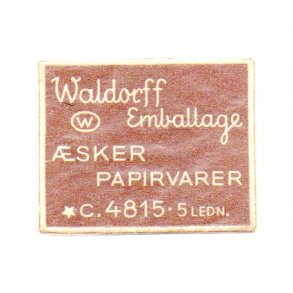 Waldorff
W Emballage
ÆSKER
PAPIRVARER
★C. 4815 · 5 LEDN.